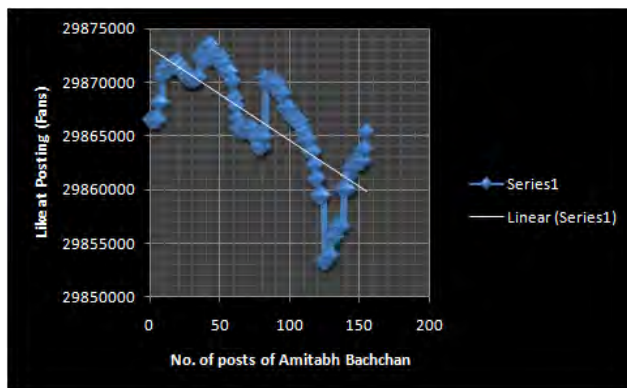 29875000
29870000
29865000
29860000
29855000
29850000
Like at Posting (Fans)
0 50 100 150 200
No. of posts of Amitabh Bachchan
Series1
Linear (Series1)